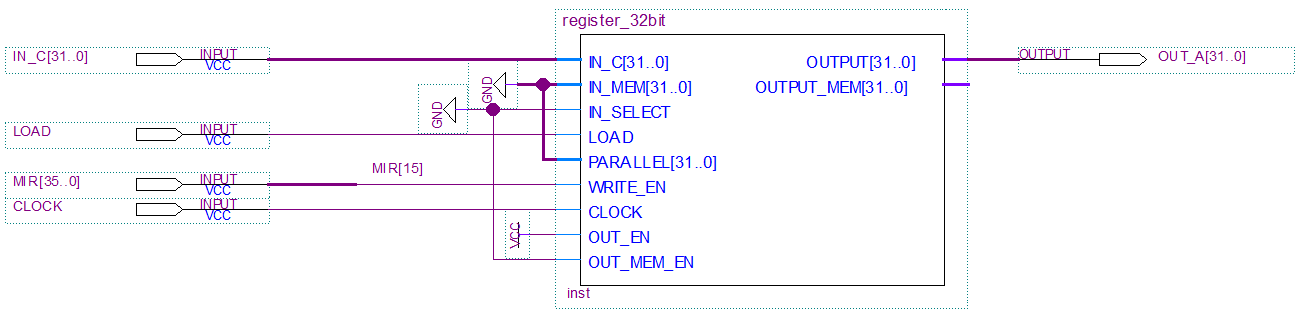 register_32bit
IN_C[31..0] INPUT VCC
IN_C[31..0] OUTPUT[31..0]
OUTPUT OUT_A[31..0]
GND IN_MEM[31..0] OUTPUT_MEM[31..0]
GND IN_SELECT
LOAD INPUT VCC
LOAD
PARALLEL[31..0]
MIR[35..0] INPUT VCC
MIR[15]
WRITE_EN
CLOCK INPUT VCC
CLOCK
VCC OUT_EN
OUT_MEM_EN
inst